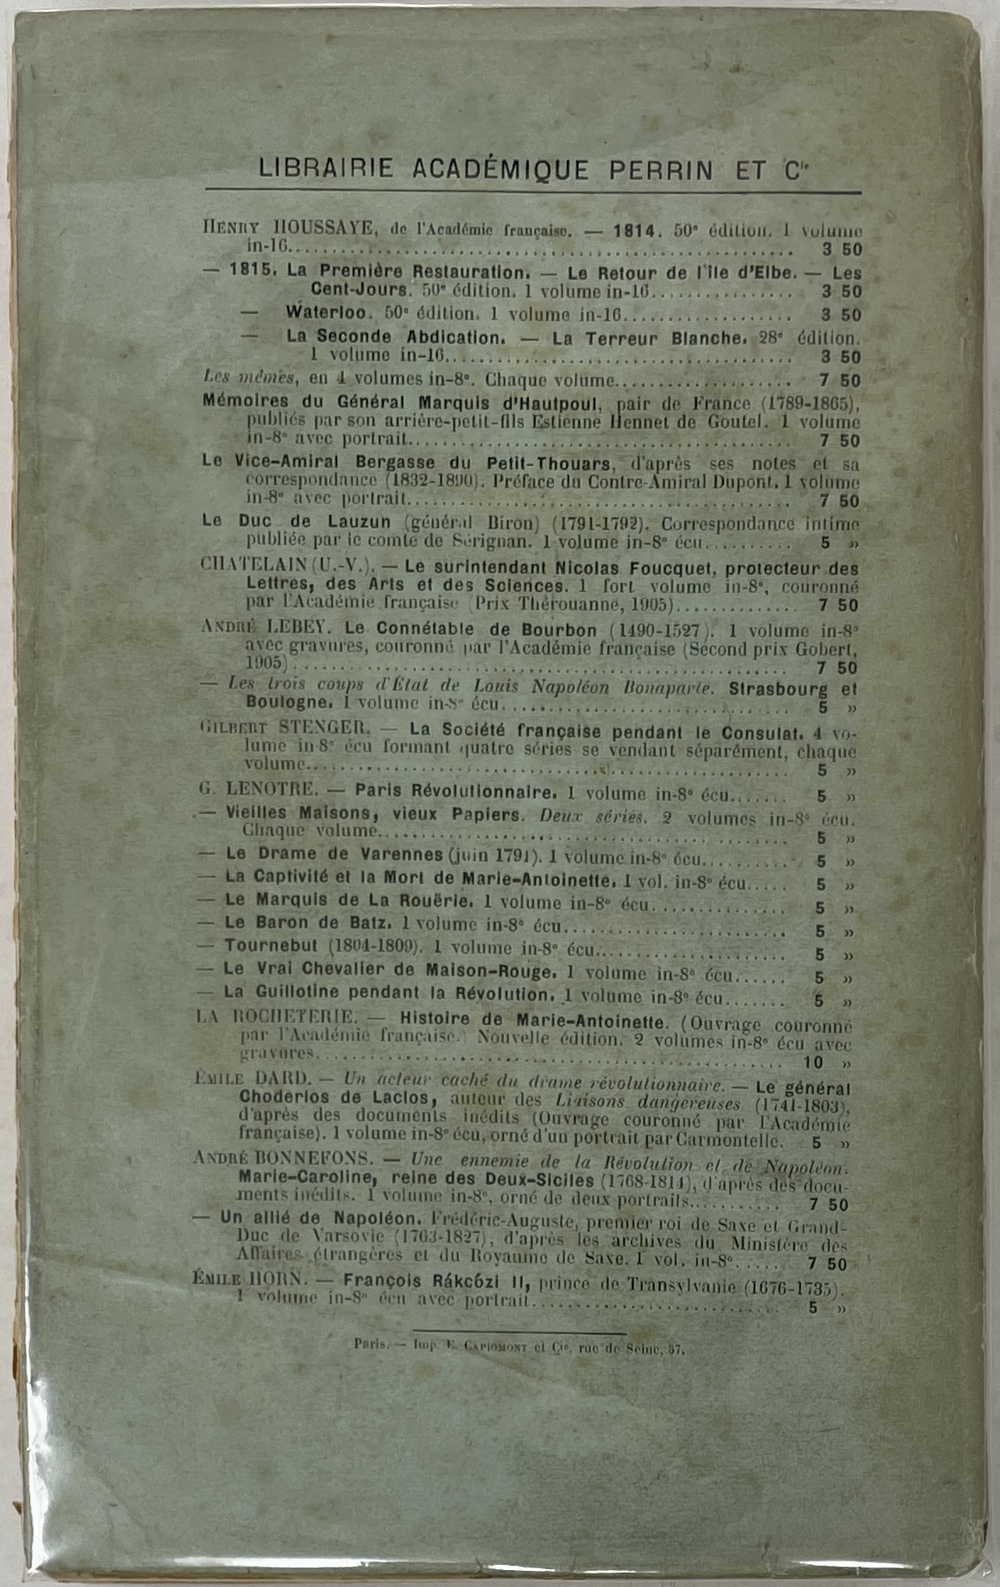 LIBRAIRIE ACADÉMIQUE PERRIN ET Cie
HENRY HOUSSAYE, de l'Académie française. — 1814. 50e édition. 1 volume
in-16........ 3 50
— 1815. La Première Restauration. — Le Retour de l'île d'Elbe. — Les
Cent-Jours. 50e édition. 1 volume in-16........ 3 50
— Waterloo. 50e édition. 1 volume in-16........ 3 50
— La Seconde Abdication. — La Terreur Blanche. 28e édition.
1 volume in-16........ 3 50
Les mêmes, en 4 volumes in-8°. Chaque volume........ 7 50
Mémoires du Général Marquis d'Hautpoul, pair de France (1789-1865),
publiés par son arrière-petit-fils Estienne Hennet de Goutel. 1 volume
in-8° avec portrait........ 7 50
Le Vice-Amiral Bergasse du Petit-Thouars, d'après ses notes et sa
correspondance (1832-1890). Préface du Contre-Amiral Dupont. 1 volume
in-8° avec portrait........ 7 50
Le Duc de Lauzun (général Biron) (1791-1792). Correspondance intime
publiée par le comte de Sérignan. 1 volume in-8° écu........ 5 »
CHATELAIN (U.-V.). — Le surintendant Nicolas Foucquet, protecteur des
Lettres, des Arts et des Sciences. 1 fort volume in-8°, couronné
par l'Académie française (Prix Thérouanne, 1905)........ 7 50
ANDRÉ LEBEY. Le Connétable de Bourbon (1490-1527). 1 volume in-8°
avec gravures, couronné par l'Académie française (Second prix Gobert,
1905)........ 7 50
— Les trois coups d'État de Louis Napoléon Bonaparte. Strasbourg et
Boulogne. 1 volume in-8° écu........ 5 »
GILBERT STENGER. — La Société française pendant le Consulat. 4 vo-
lume in-8° écu formant quatre séries se vendant séparément, chaque
volume........ 5 »
G. LENOTRE. — Paris Révolutionnaire. 1 volume in-8° écu........ 5 »
— Vieilles Maisons, vieux Papiers. Deux séries. 2 volumes in-8° écu.
Chaque volume........ 5 »
— Le Drame de Varennes (juin 1791). 1 volume in-8° écu........ 5 »
— La Captivité et la Mort de Marie-Antoinette. 1 vol. in-8° écu..... 5 »
— Le Marquis de La Rouërie. 1 volume in-8° écu........ 5 »
— Le Baron de Batz. 1 volume in-8° écu........ 5 »
— Tournebut (1804-1809). 1 volume in-8° écu........ 5 »
— Le Vrai Chevalier de Maison-Rouge. 1 volume in-8° écu...... 5 »
— La Guillotine pendant la Révolution. 1 volume in-8° écu....... 5 »
LA ROCHETERIE. — Histoire de Marie-Antoinette. (Ouvrage couronné
par l'Académie française.) Nouvelle édition. 2 volumes in-8° écu avec
gravures........ 10 »
ÉMILE DARD. — Un acteur caché du drame révolutionnaire. — Le général
Choderlos de Laclos, auteur des Liaisons dangereuses (1741-1803),
d'après des documents inédits (Ouvrage couronné par l'Académie
française). 1 volume in-8° écu, orné d'un portrait par Carmontelle. 5 »
ANDRÉ BONNEFONS. — Une ennemie de la Révolution et de Napoléon.
Marie-Caroline, reine des Deux-Siciles (1768-1814), d'après des docu-
ments inédits. 1 volume in-8°, orné de deux portraits.......... 7 50
— Un allié de Napoléon. Frédéric-Auguste, premier roi de Saxe et Grand-
Duc de Varsovie (1763-1827), d'après les archives du Ministère des
Affaires étrangères et du Royaume de Saxe. 1 vol. in-8°..... 7 50
ÉMILE HORN. — François Rákcózi II, prince de Transylvanie (1676-1735).
1 volume in-8° écu avec portrait........ 5 »
Paris. — Imp. E. CAPIOMONT et Cie, rue de Seine, 57.